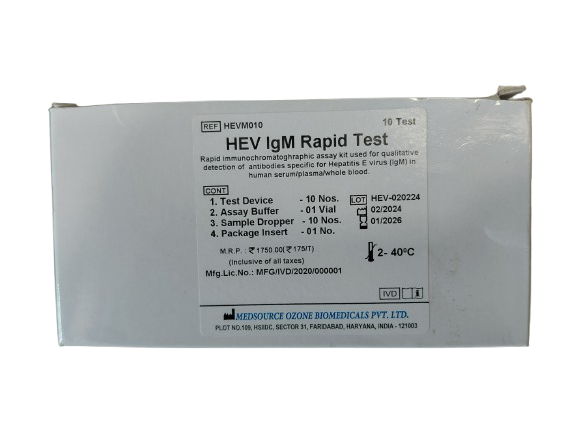 REF HEVM010 10 Test
HEV IgM Rapid Test
Rapid immunochromatoghraphic assay kit used for qualitative
detection of antibodies specific for Hepatitis E virus (IgM) in
human serum/plasma/whole blood.
CONT
1. Test Device - 10 Nos. LOT HEV-020224
2. Assay Buffer - 01 Vial 02/2024
3. Sample Dropper - 10 Nos. 01/2026
4. Package Insert - 01 No.
M.R.P. : ₹ 1750.00(₹ 175/T) 2- 40ºC
(Inclusive of all taxes)
Mfg.Lic.No.: MFG/IVD/2020/000001
IVD i
MEDSOURCE OZONE BIOMEDICALS PVT. LTD.
PLOT NO.109, HSIIDC, SECTOR 31, FARIDABAD, HARYANA, INDIA - 121003